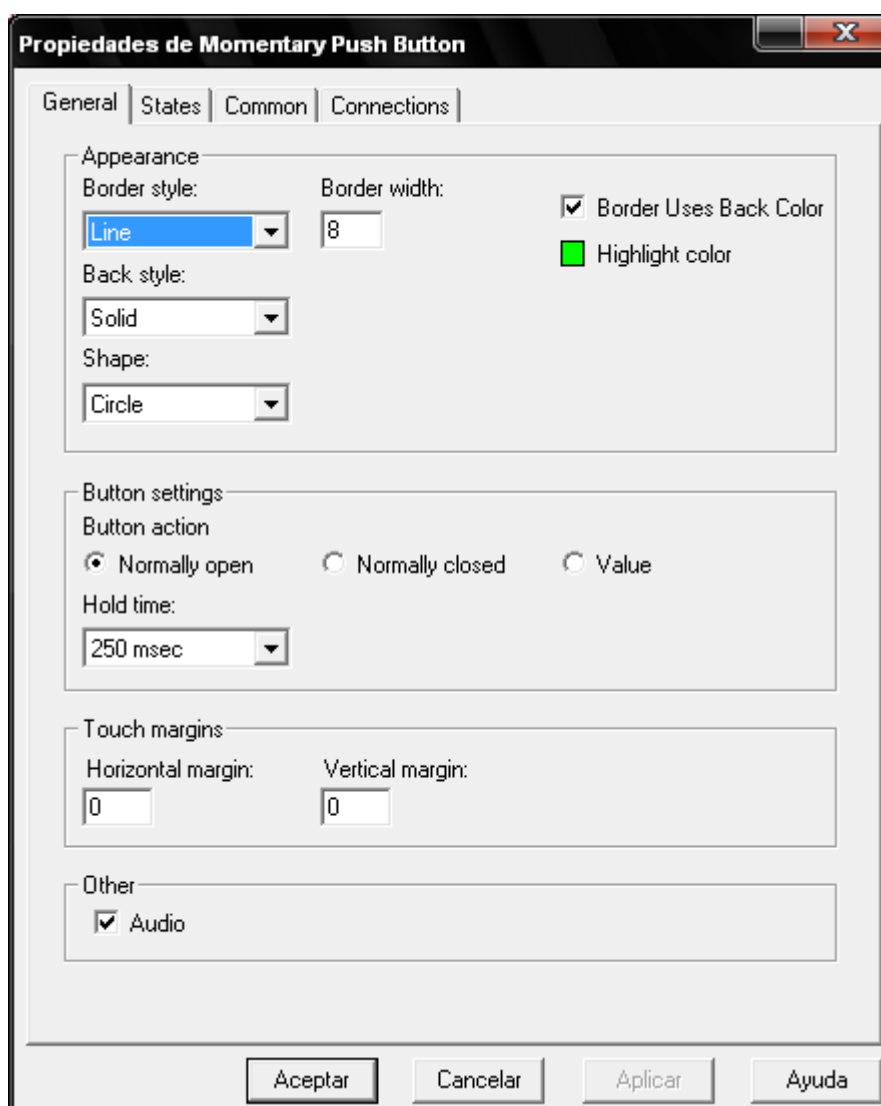 Propiedades de Momentary Push Button
General States Common Connections
Appearance
Border style: Border width:
Line 8 Border Uses Back Color
Highlight color
Back style:
Solid
Shape:
Circle
Button settings
Button action
Normally open Normally closed Value
Hold time:
250 msec
Touch margins
Horizontal margin: Vertical margin:
0 0
Other
Audio
Aceptar Cancelar Aplicar Ayuda